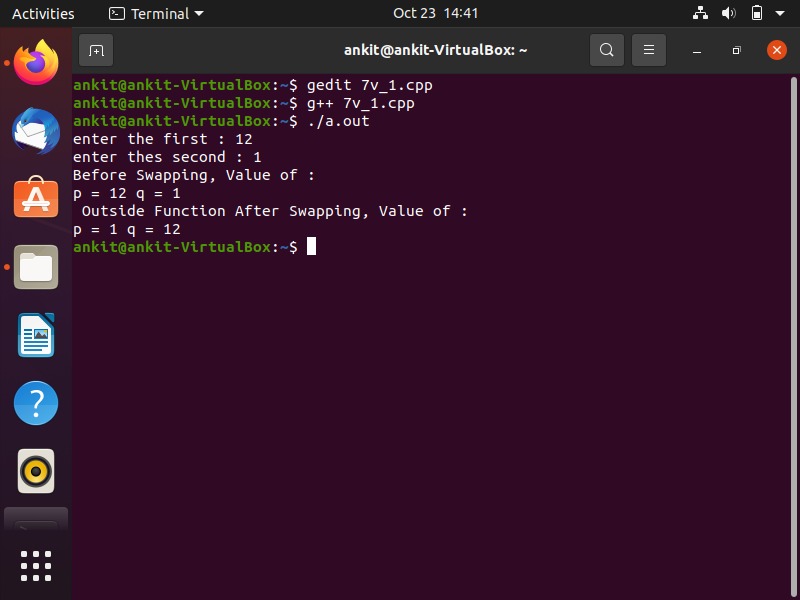 Activities Terminal Oct 23 14:41
ankit@ankit-VirtualBox: ~
ankit@ankit-VirtualBox:~$ gedit 7v_1.cpp
ankit@ankit-VirtualBox:~$ g++ 7v_1.cpp
ankit@ankit-VirtualBox:~$ ./a.out
enter the first : 12
enter thes second : 1
Before Swapping, Value of :
p = 12 q = 1
 Outside Function After Swapping, Value of :
p = 1 q = 12
ankit@ankit-VirtualBox:~$